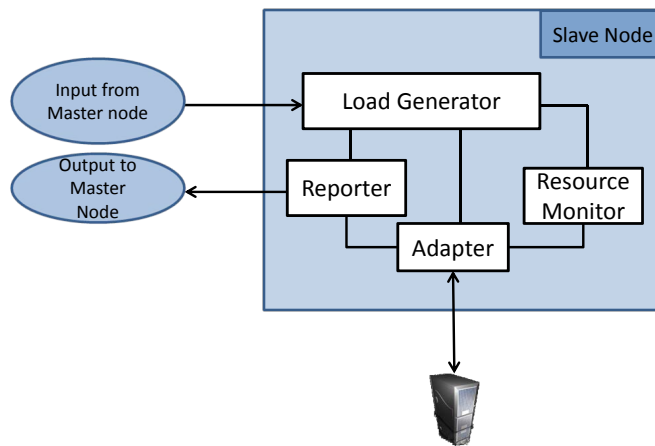 Slave Node
Input from
Master node
Load Generator
Output to
Master
Node
Reporter
Resource
Monitor
Adapter